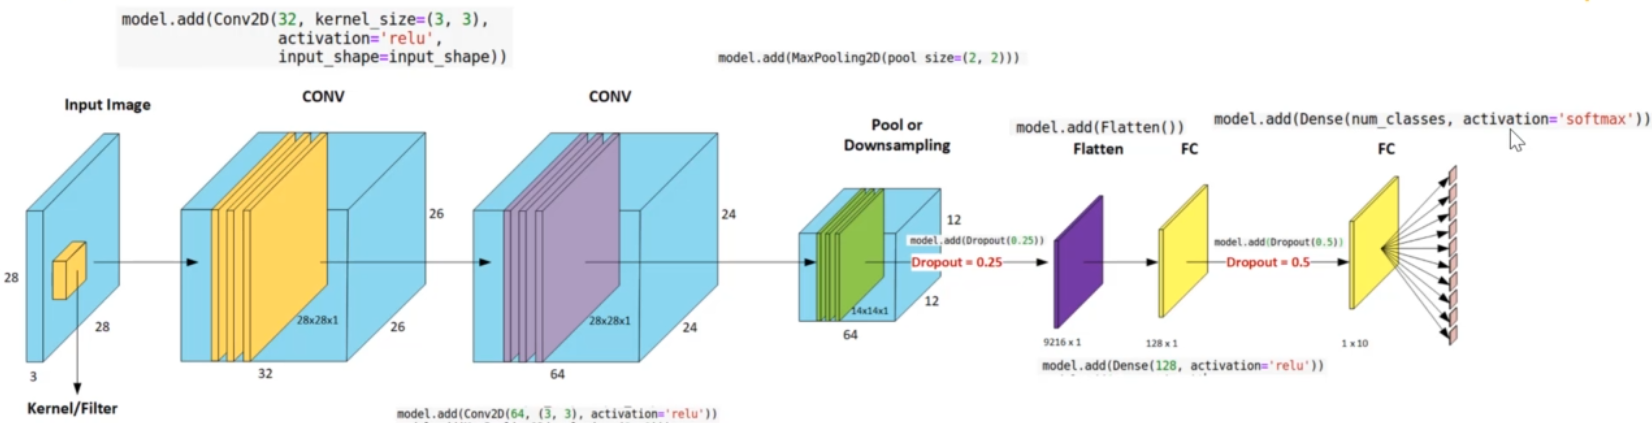 model.add(Conv2D(32, kernel_size=(3, 3),
activation='relu',
input_shape=input_shape))
model.add(MaxPooling2D(pool size=(2, 2)))
Input Image
CONV
CONV
Pool or
Downsampling
model.add(Flatten())
model.add(Dense(num_classes, activation='softmax'))
Flatten
FC
FC
28
28
3
Kernel/Filter
28x28x1
26
26
32
28x28x1
24
24
64
14x14x1
12
12
64
model.add(Dropout(0.25))
Dropout = 0.25
model.add(Dropout(0.5))
Dropout = 0.5
9216 x 1
128 x 1
1 x 10
model.add(Dense(128, activation='relu'))
model.add(Conv2D(64, (3, 3), activation='relu'))